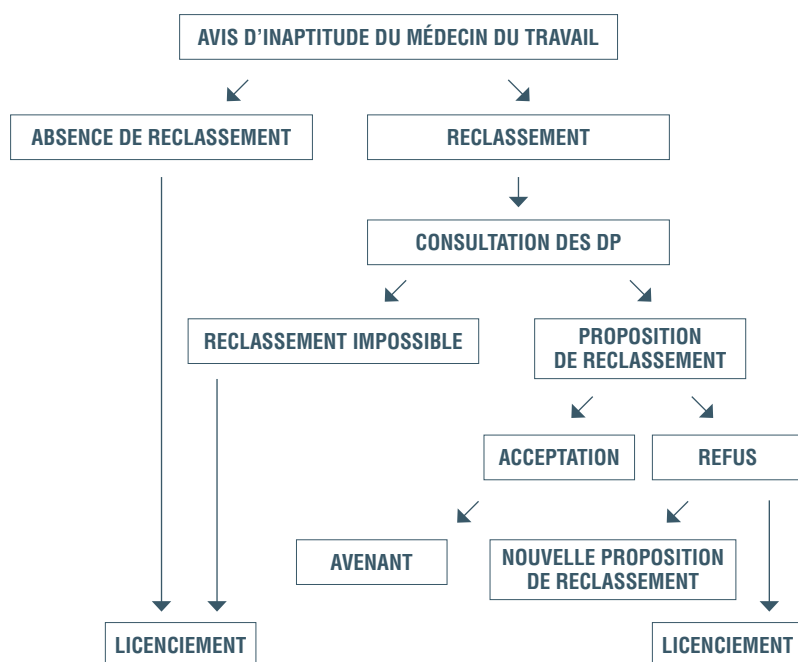 AVIS D'INAPTITUDE DU MÉDECIN DU TRAVAIL
ABSENCE DE RECLASSEMENT
RECLASSEMENT
CONSULTATION DES DP
RECLASSEMENT IMPOSSIBLE
PROPOSITION
DE RECLASSEMENT
ACCEPTATION
REFUS
AVENANT
NOUVELLE PROPOSITION
DE RECLASSEMENT
LICENCIEMENT
LICENCIEMENT